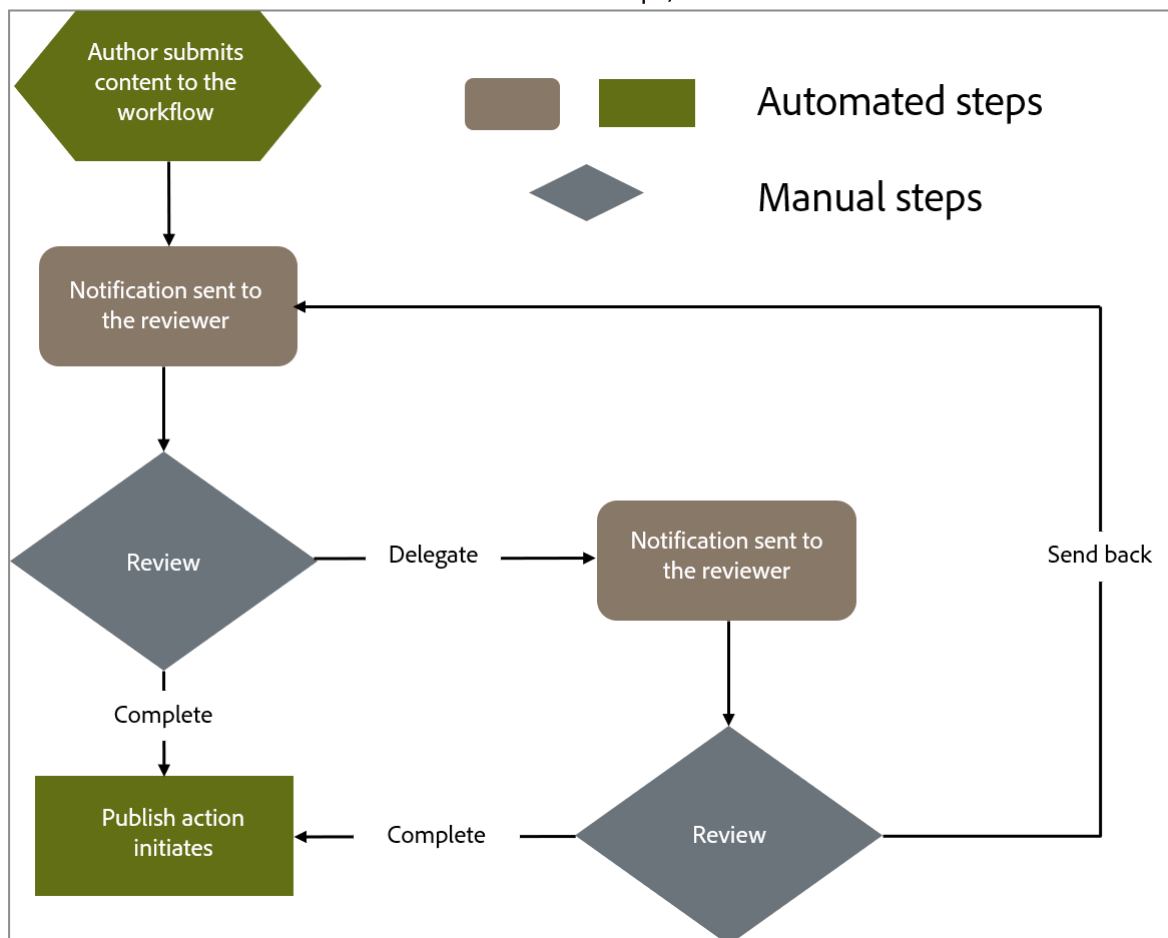 Author submits
content to the
workflow
Automated steps
Manual steps
Notification sent to
the reviewer
Review
Delegate
Notification sent to
the reviewer
Send back
Complete
Publish action
initiates
Complete
Review